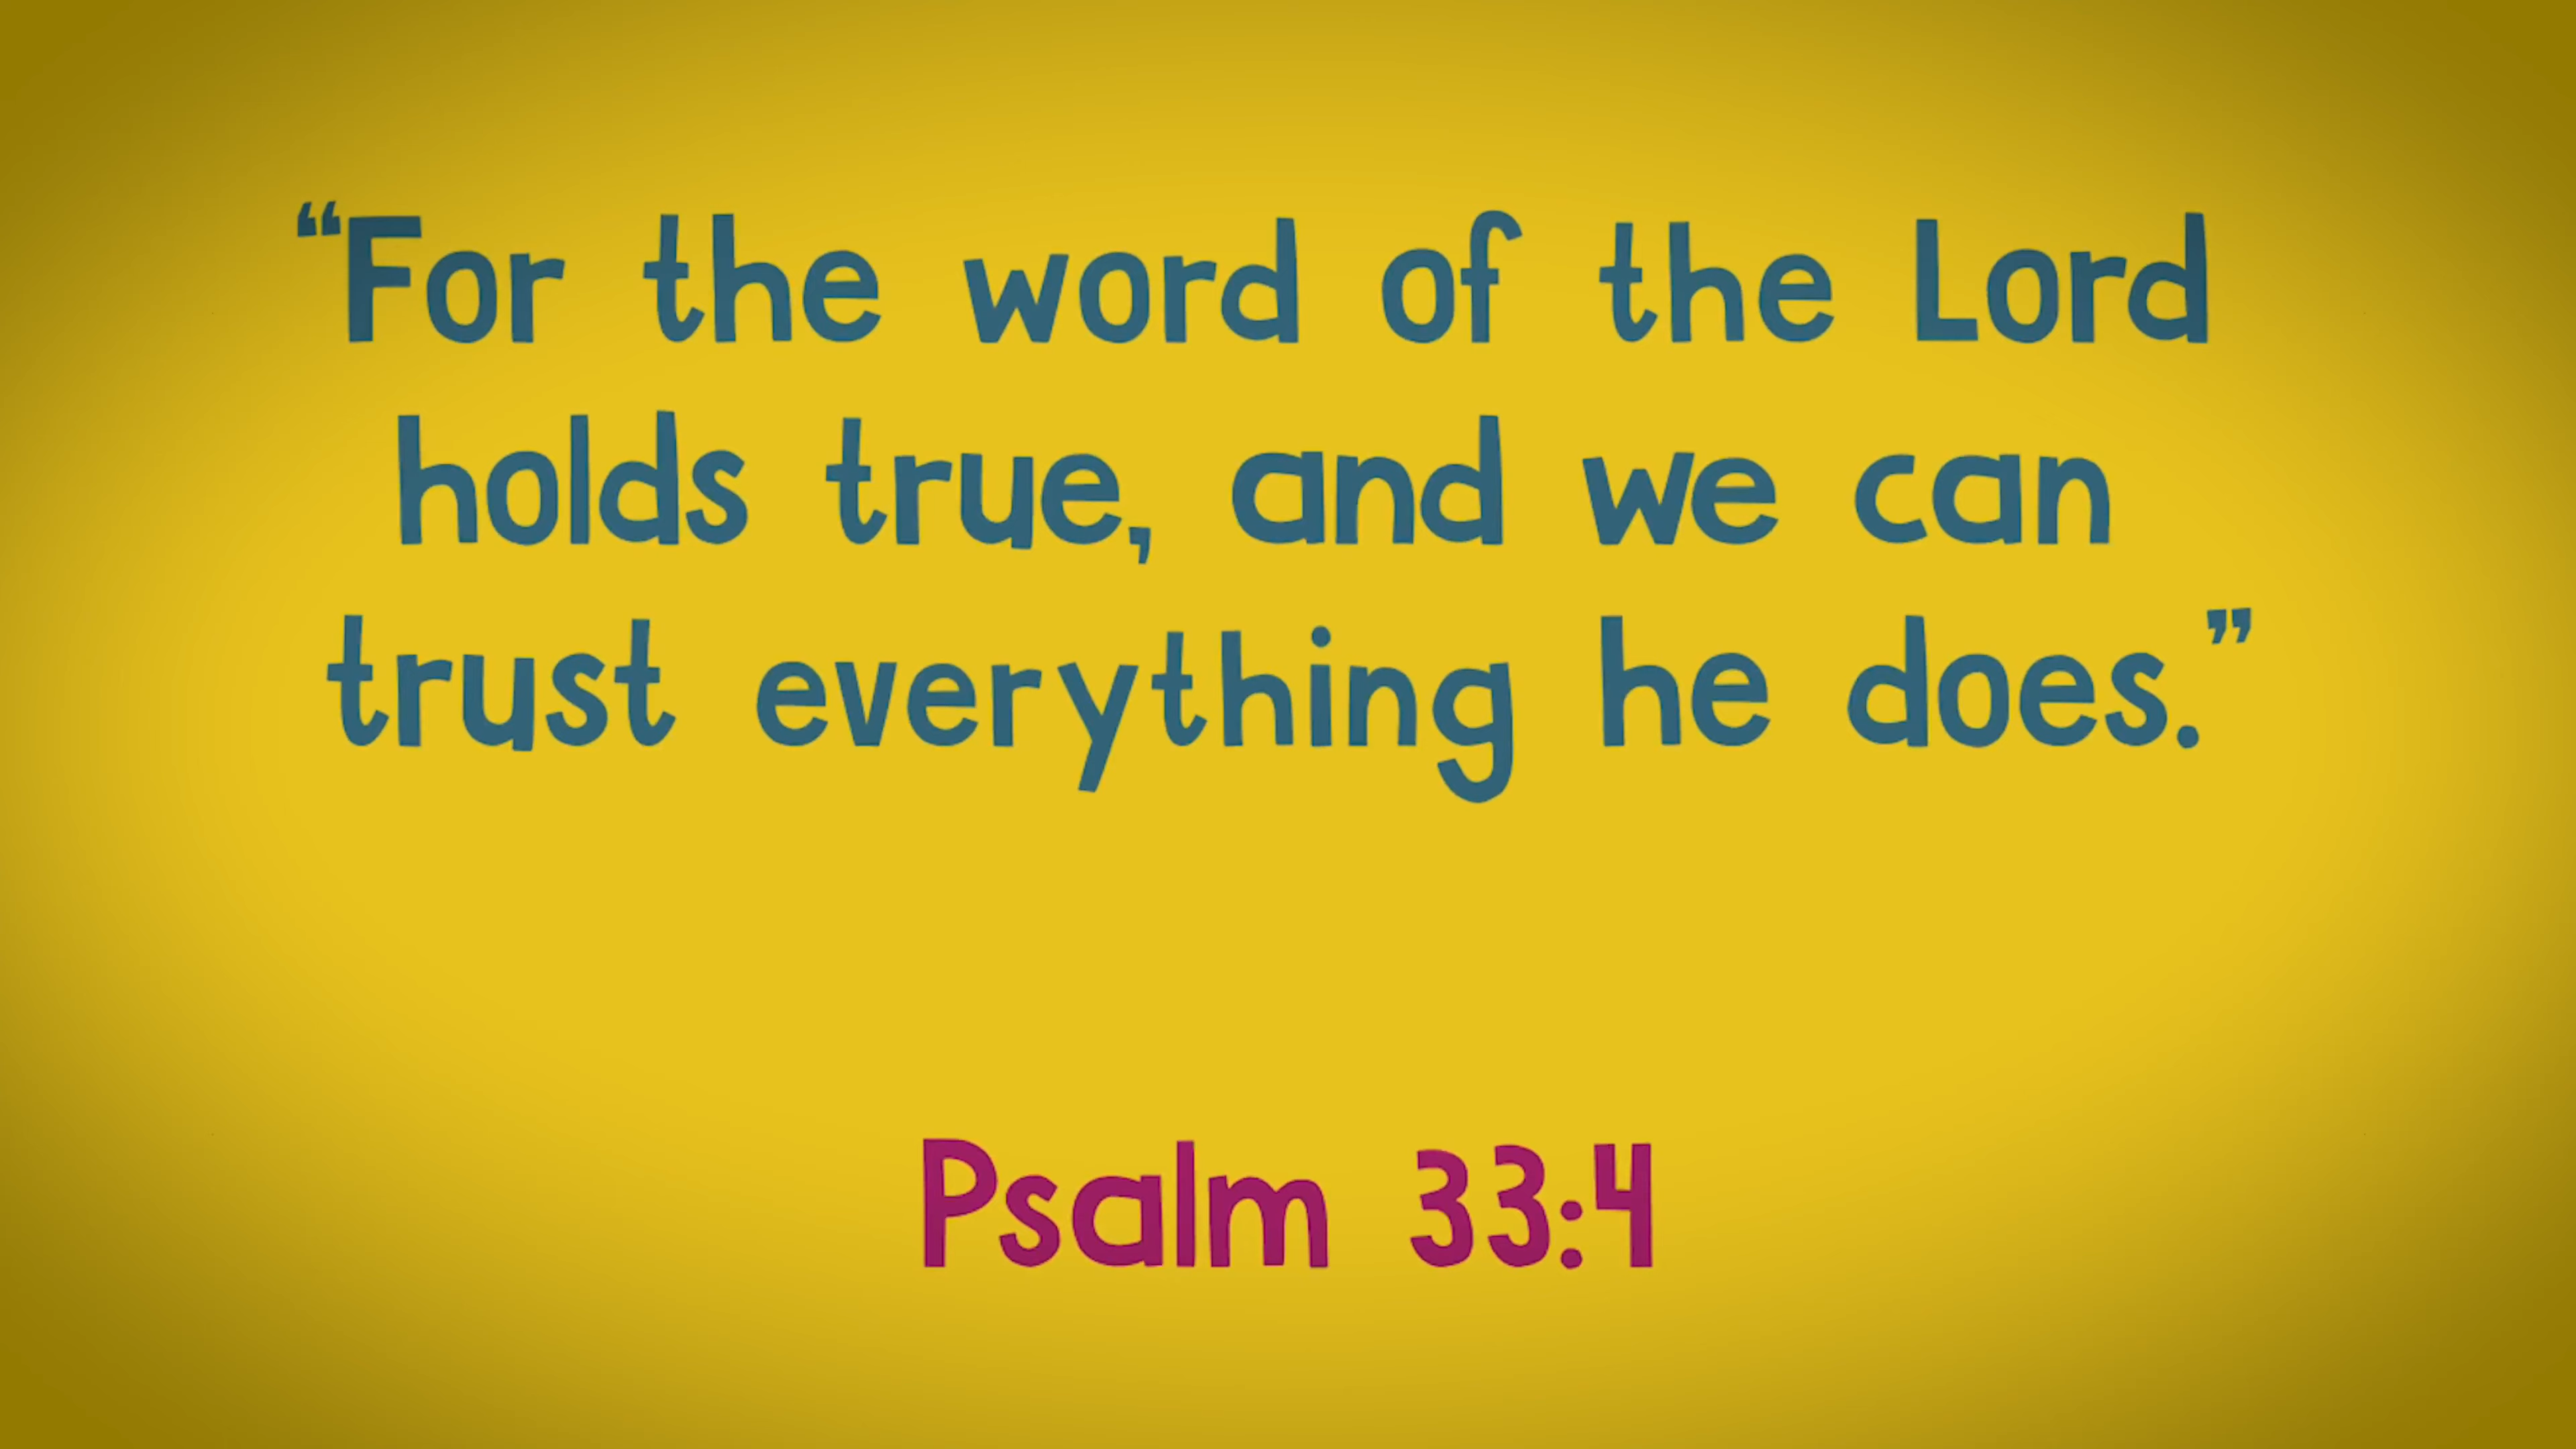 “For the word of the Lord
holds true, and we can
trust everything he does.”
Psalm 33:4